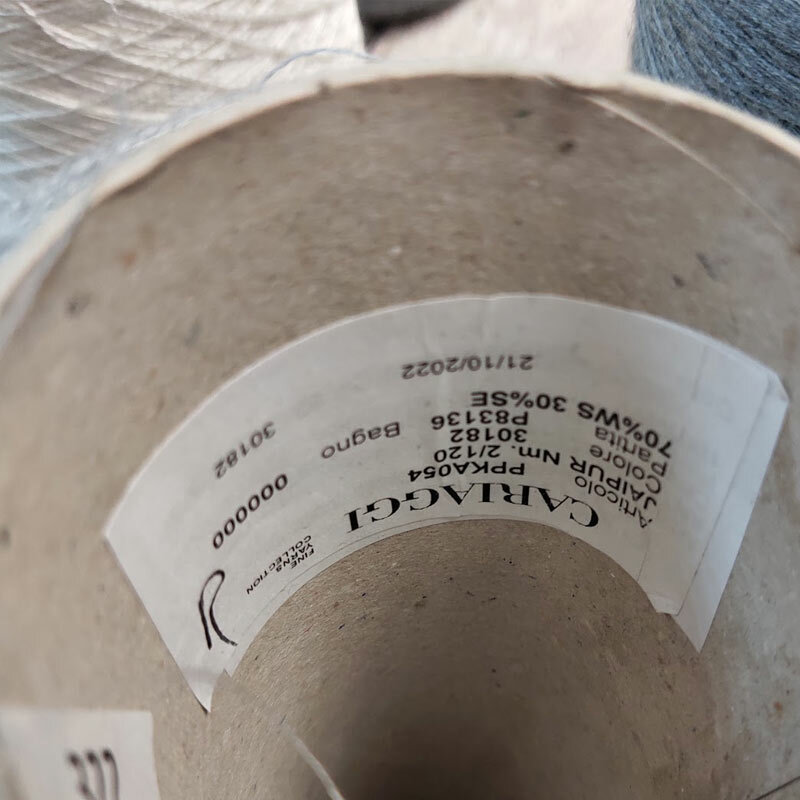 CARIAGGI
FINE
YARNS
COLLECTION
Articolo PPKA054
JAIPUR Nm. 2/120
Colore 30182
Partita P83136 Bagno 000000
70%WS 30%SE
30182
21/10/2022